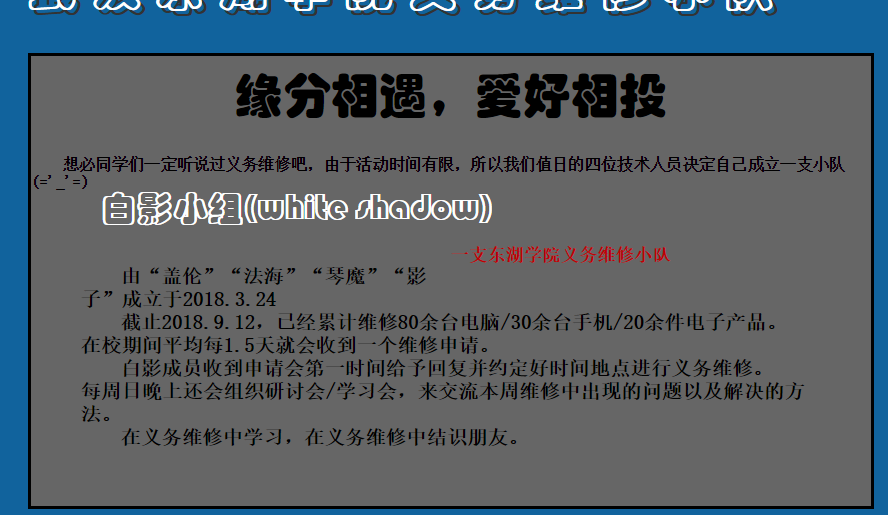 缘分相遇，爱好相投
想必同学们一定听说过义务维修吧，由于活动时间有限，所以我们值日的四位技术人员决定自己成立一支小队
(='_'=)
白影小组(white shadow)
一支东湖学院义务维修小队
由“盖伦”“法海”“琴魔”“影
子”成立于2018.3.24
截止2018.9.12，已经累计维修80余台电脑/30余台手机/20余件电子产品。
在校期间平均每1.5天就会收到一个维修申请。
白影成员收到申请会第一时间给予回复并约定好时间地点进行义务维修。
每周日晚上还会组织研讨会/学习会，来交流本周维修中出现的问题以及解决的方
法。
在义务维修中学习，在义务维修中结识朋友。